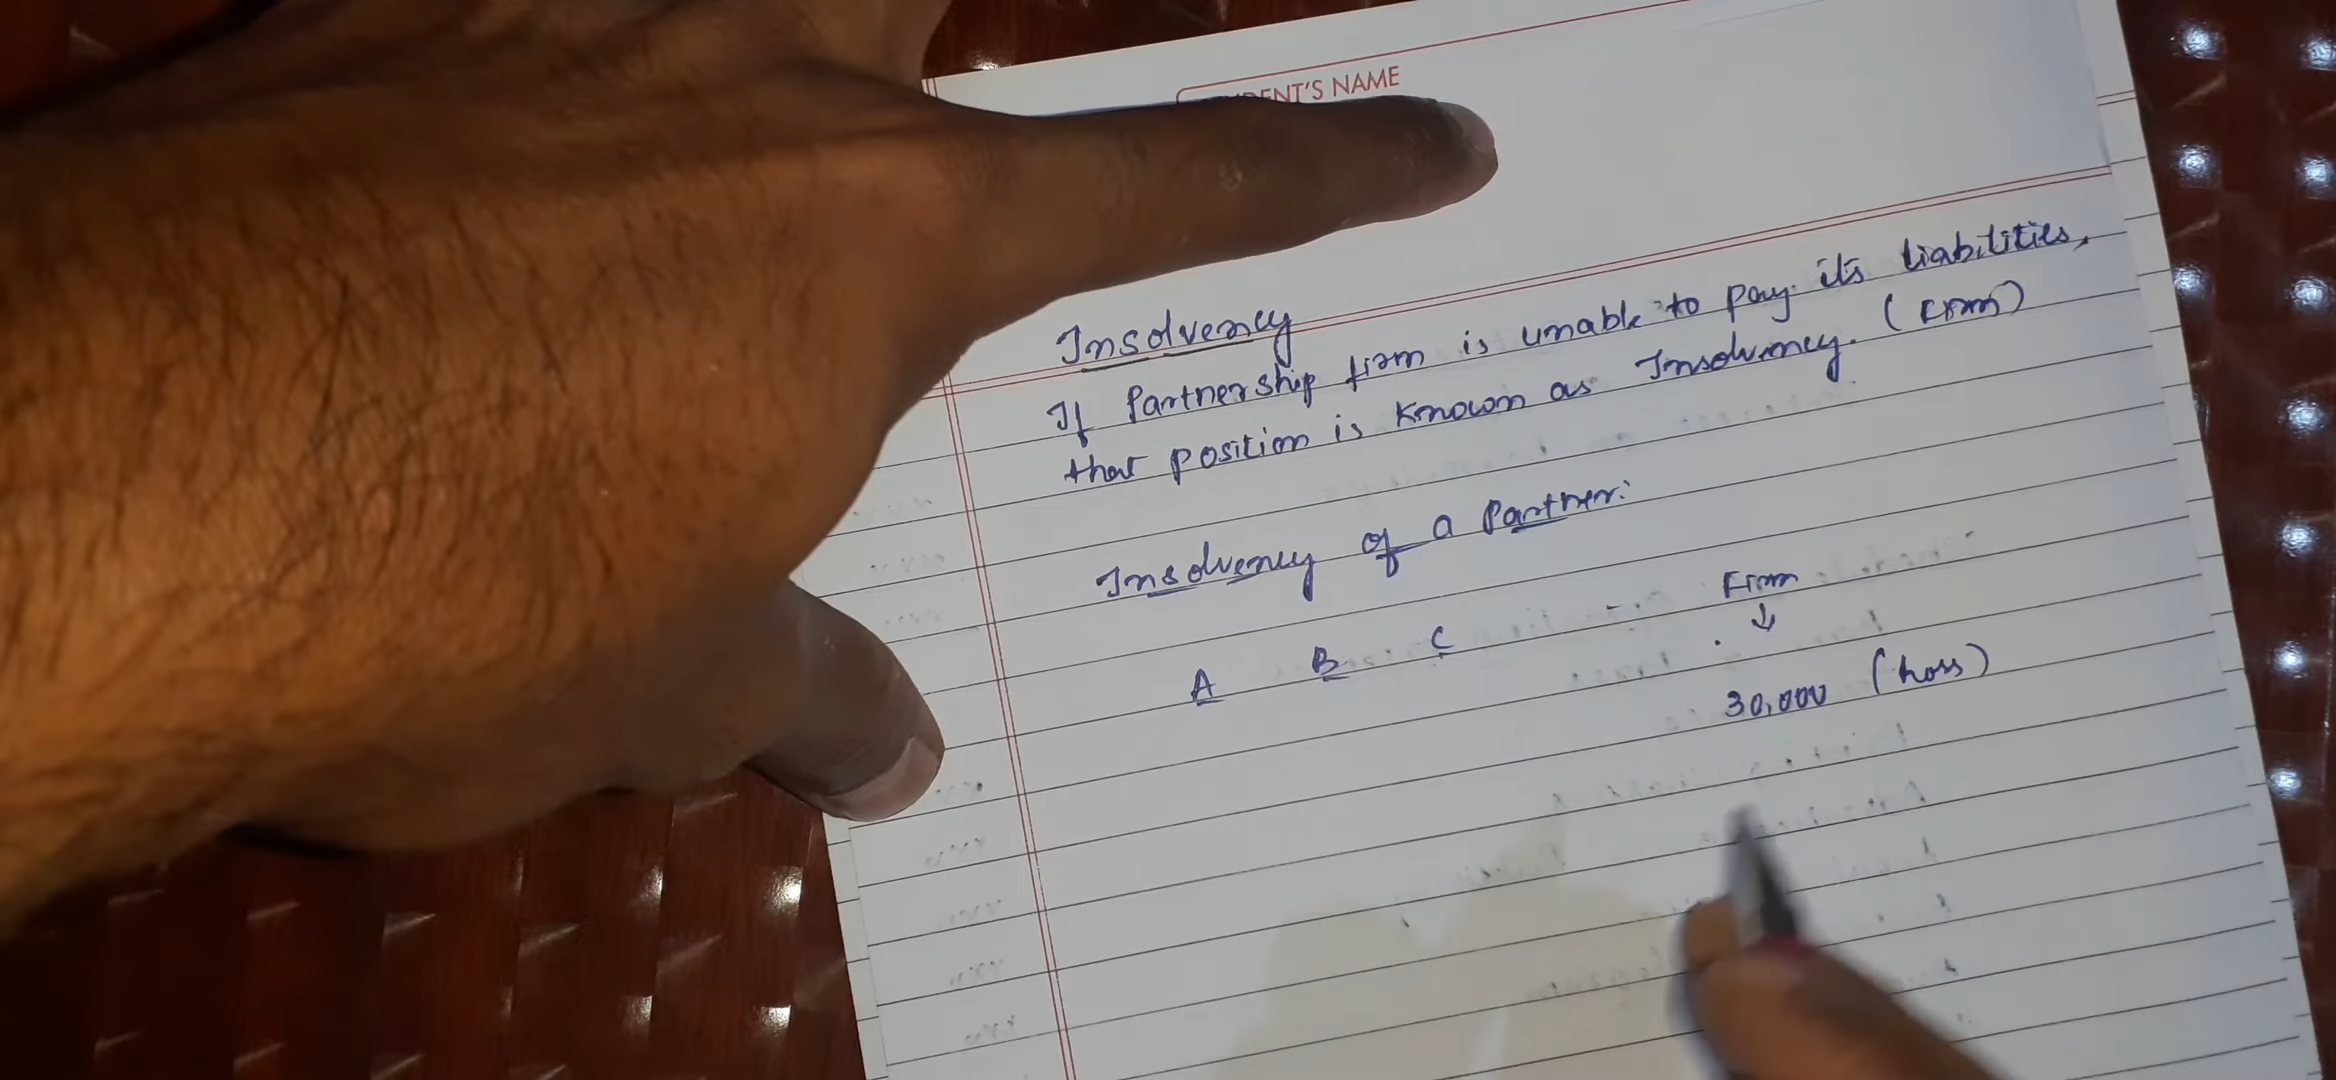 ENT'S NAME
Insolvency
If Partnership firm is unable to pay its liabilities,
that position is known as Insolvency. (Firm)
Insolvency of a Partner:
Firm
↓
A B C
30,000 (Loss)